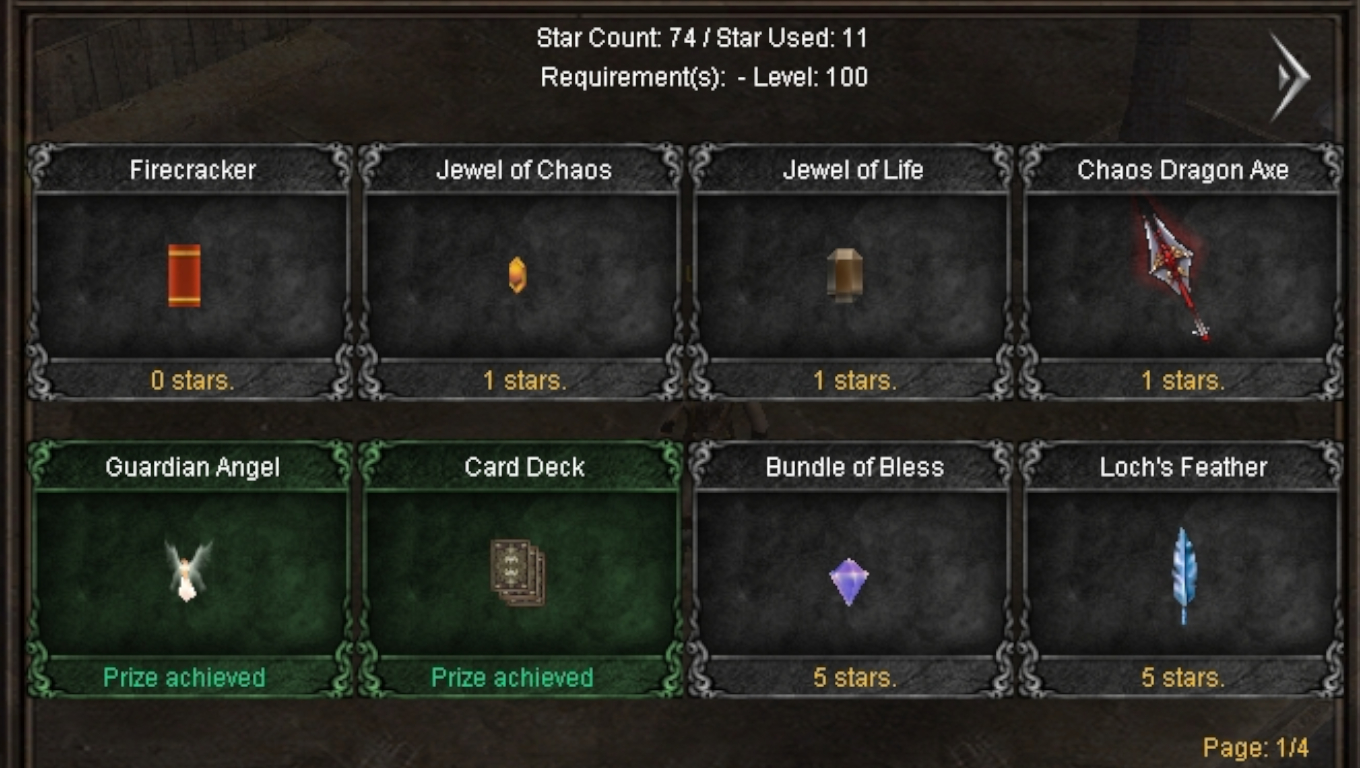 Star Count: 74 / Star Used: 11
Requirement(s): - Level: 100
Firecracker
Jewel of Chaos
Jewel of Life
Chaos Dragon Axe
0 stars.
1 stars.
1 stars.
1 stars.
Guardian Angel
Card Deck
Bundle of Bless
Loch's Feather
Prize achieved
Prize achieved
5 stars.
5 stars.
Page: 1/4